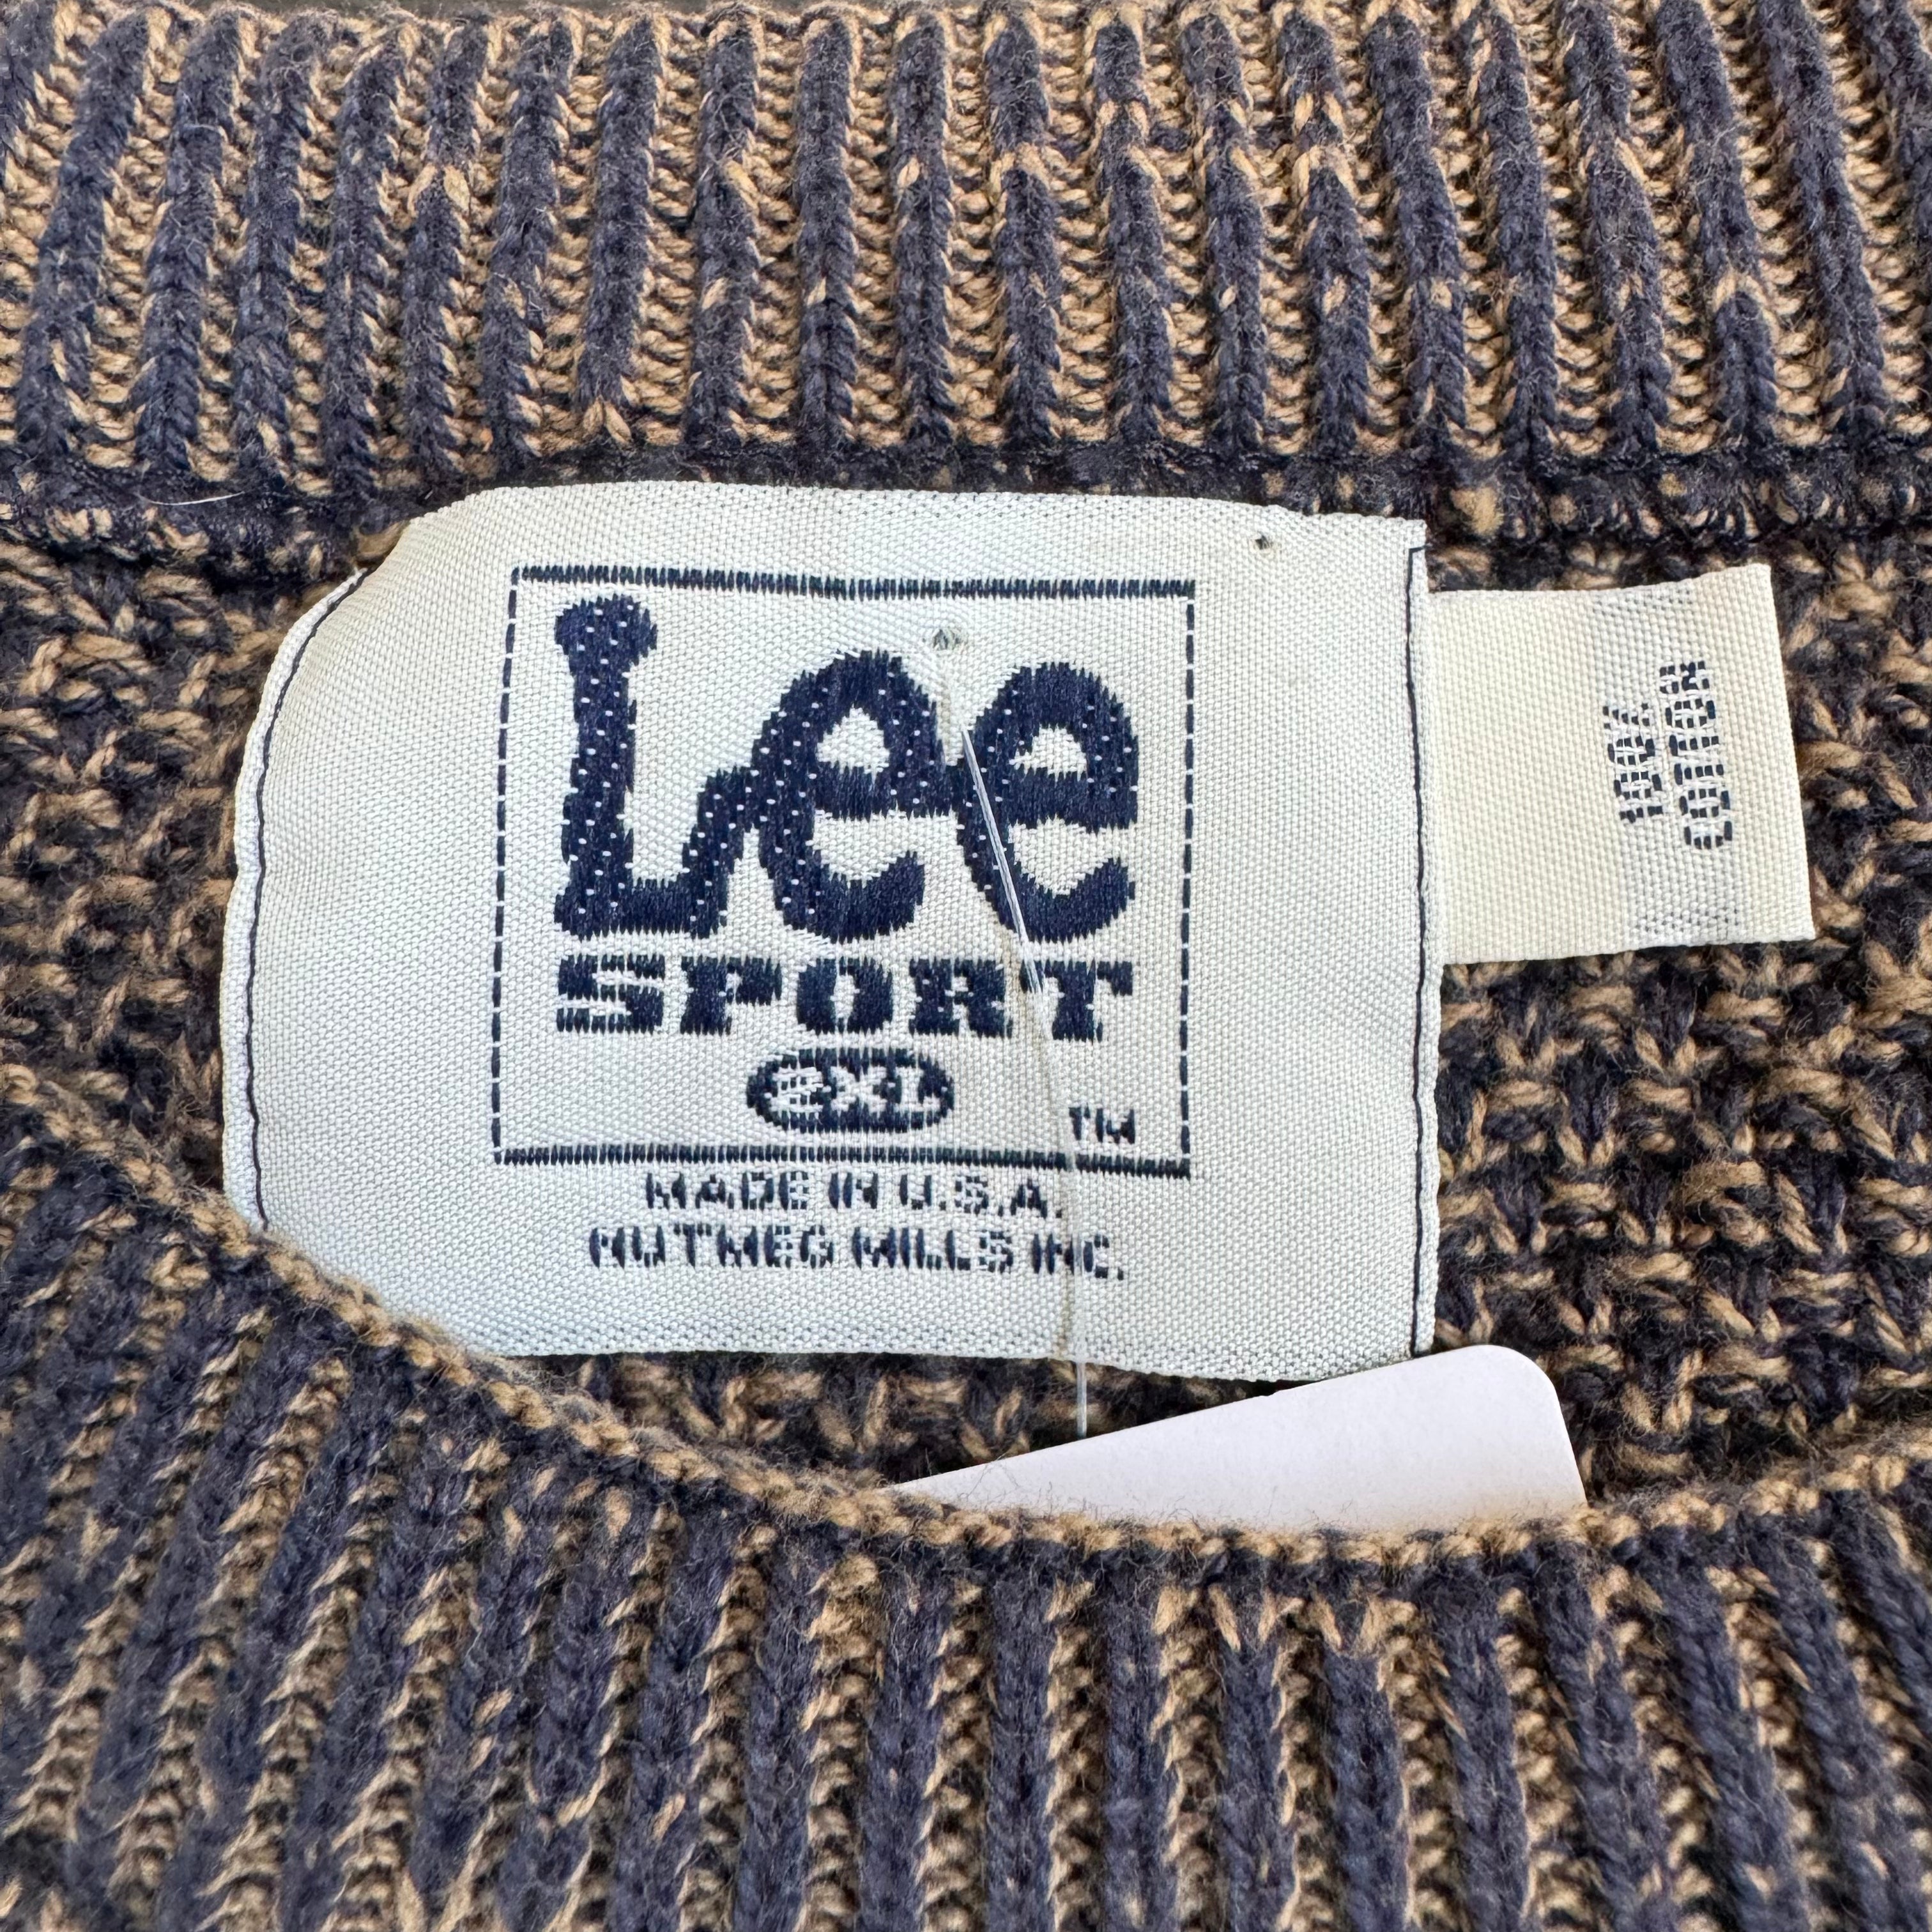 Lee
SPORT
2XL
TM
MADE IN U.S.A.
NUTMEG MILLS INC.
100%
COTTON